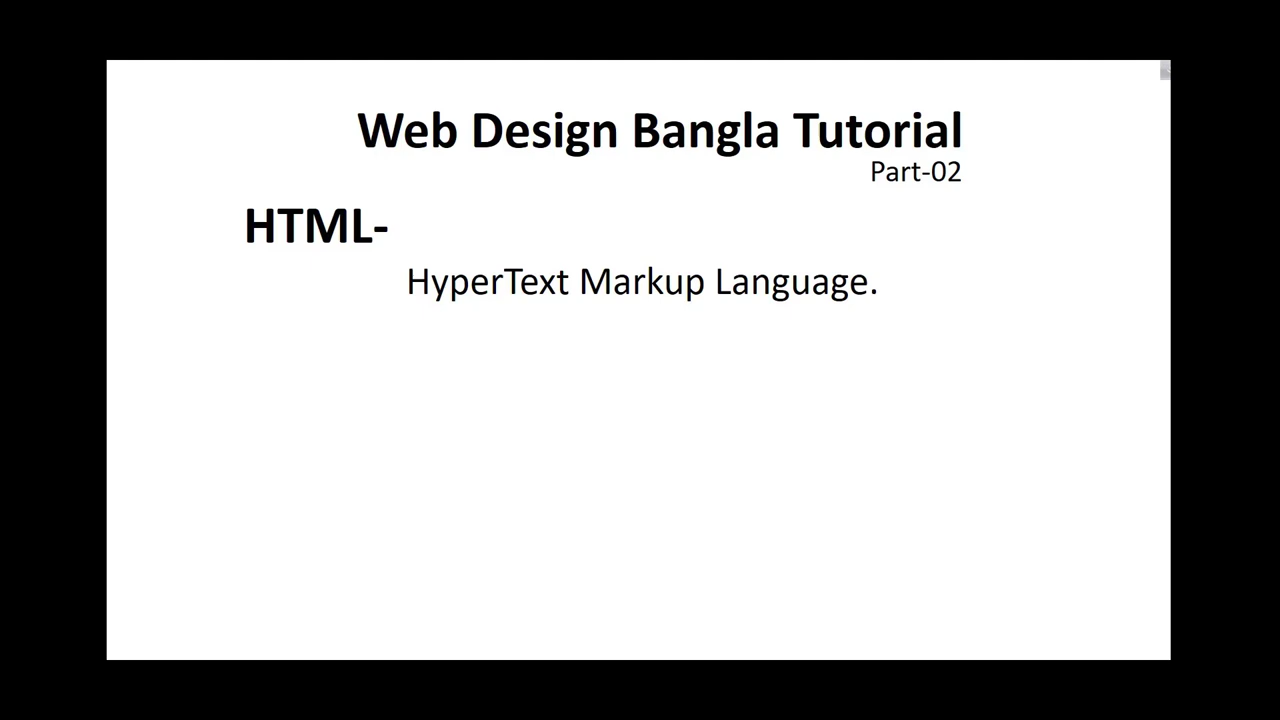 Web Design Bangla Tutorial
Part-02
HTML-
HyperText Markup Language.